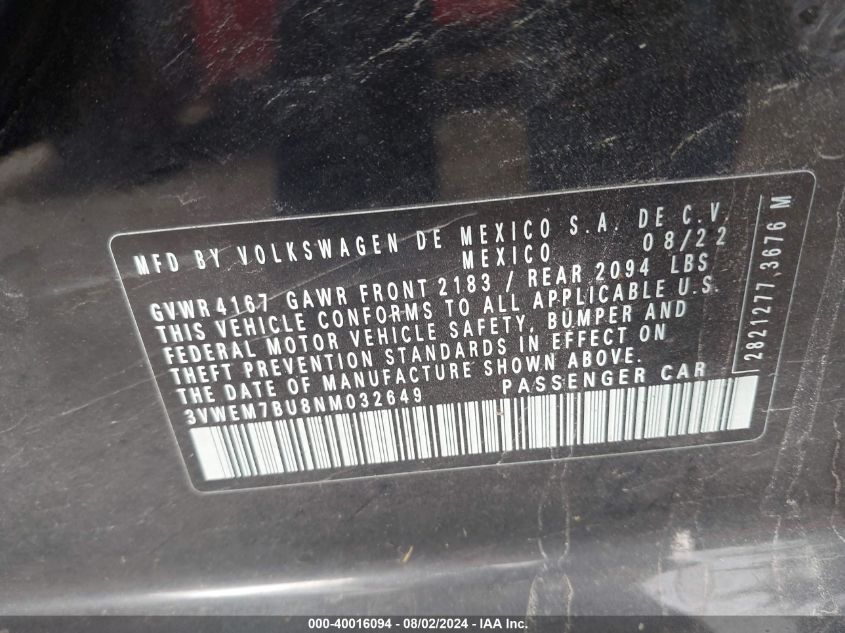 MFD BY VOLKSWAGEN DE MEXICO S.A. DE C.V.
MEXICO 08/22
GVWR 4167 GAWR FRONT 2183 / REAR 2094 LBS
THIS VEHICLE CONFORMS TO ALL APPLICABLE U.S.
FEDERAL MOTOR VEHICLE SAFETY, BUMPER AND
THEFT PREVENTION STANDARDS IN EFFECT ON
THE DATE OF MANUFACTURE SHOWN ABOVE.
3VWEM7BU8NM032649 PASSENGER CAR
2821277 3676 M
000-40016094 - 08/02/2024 - IAA Inc.